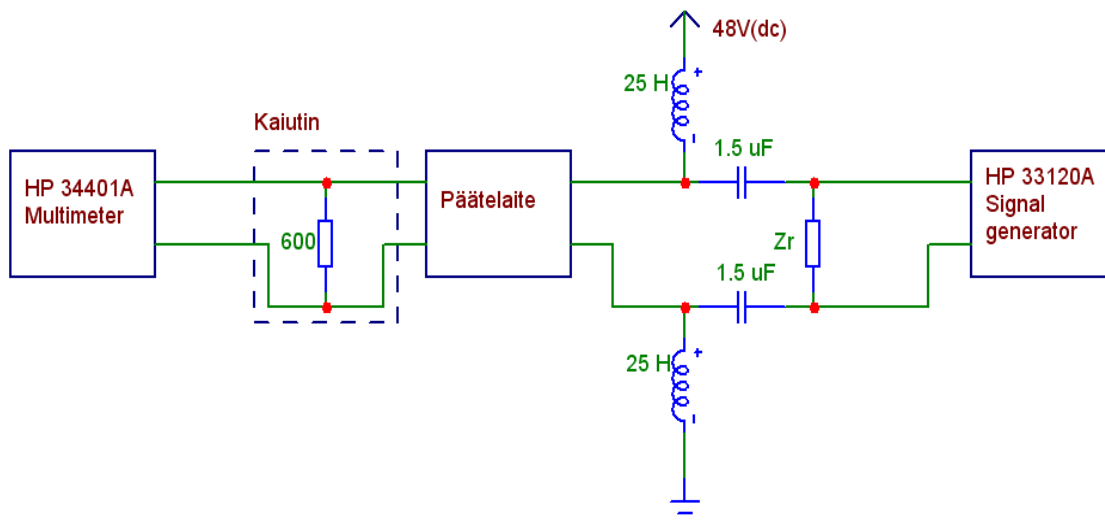 48V(dc)
25 H
Kaiutin
1.5 uF
HP 34401A
Multimeter
600
Päätelaite
Zr
HP 33120A
Signal
generator
1.5 uF
25 H